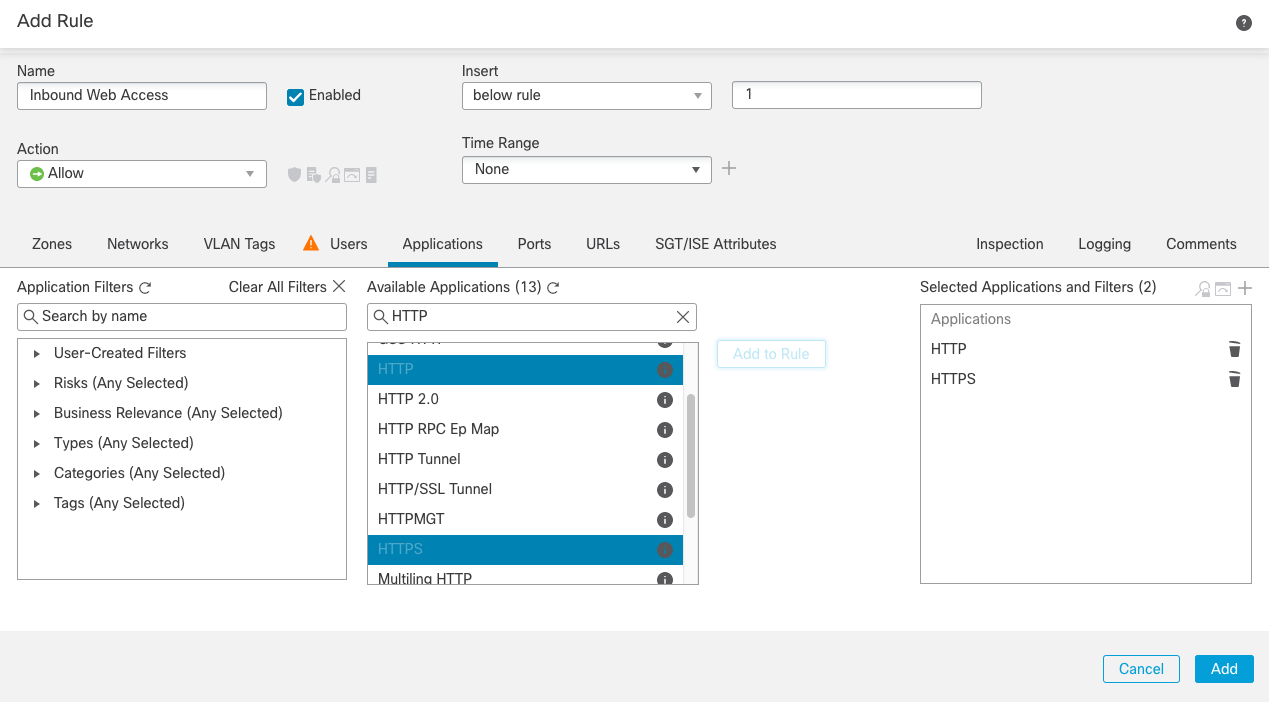 Add Rule
?
Name
Insert
Inbound Web Access
Enabled
below rule
1
Action
Time Range
Allow
None
Zones
Networks
VLAN Tags
Users
Applications
Ports
URLs
SGT/ISE Attributes
Inspection
Logging
Comments
Application Filters
Clear All Filters
Available Applications (13)
Selected Applications and Filters (2)
Search by name
HTTP
User-Created Filters
Risks (Any Selected)
Business Relevance (Any Selected)
Types (Any Selected)
Categories (Any Selected)
Tags (Any Selected)
HTTP
HTTP 2.0
HTTP RPC Ep Map
HTTP Tunnel
HTTP/SSL Tunnel
HTTPMGT
HTTPS
Multiling HTTP
Add to Rule
Applications
HTTP
HTTPS
Cancel
Add